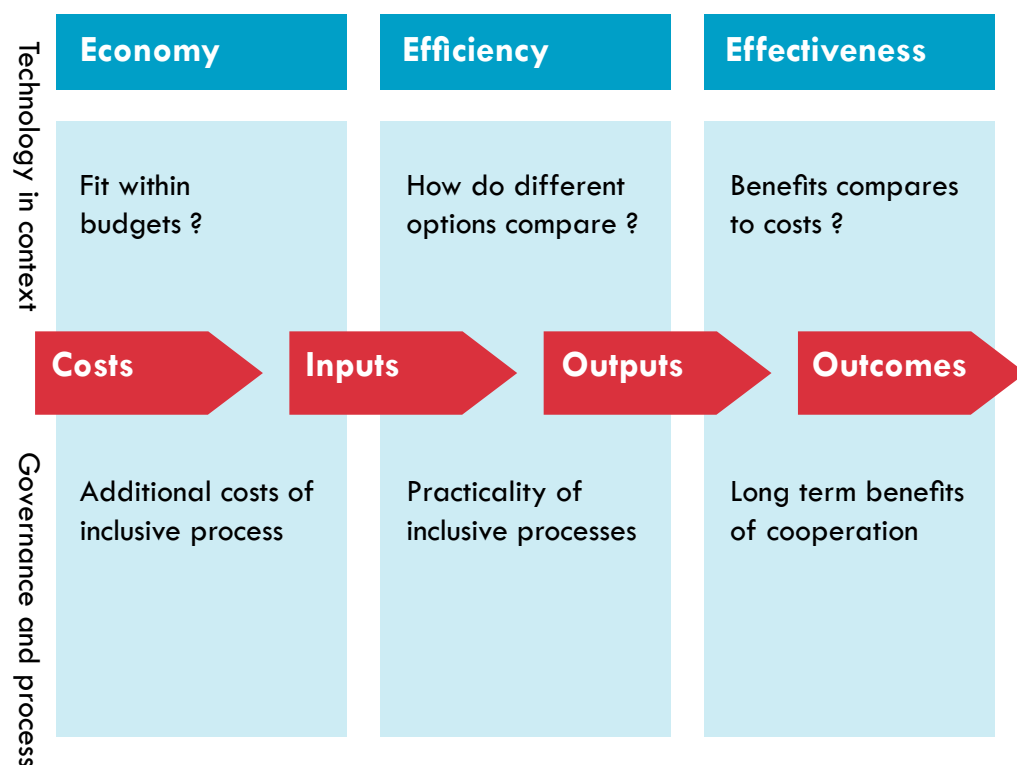 Economy
Efficiency
Effectiveness
Technology in context
Fit within
budgets ?
How do different
options compare ?
Benefits compares
to costs ?
Costs
Inputs
Outputs
Outcomes
Governance and process
Additional costs of
inclusive process
Practicality of
inclusive processes
Long term benefits
of cooperation